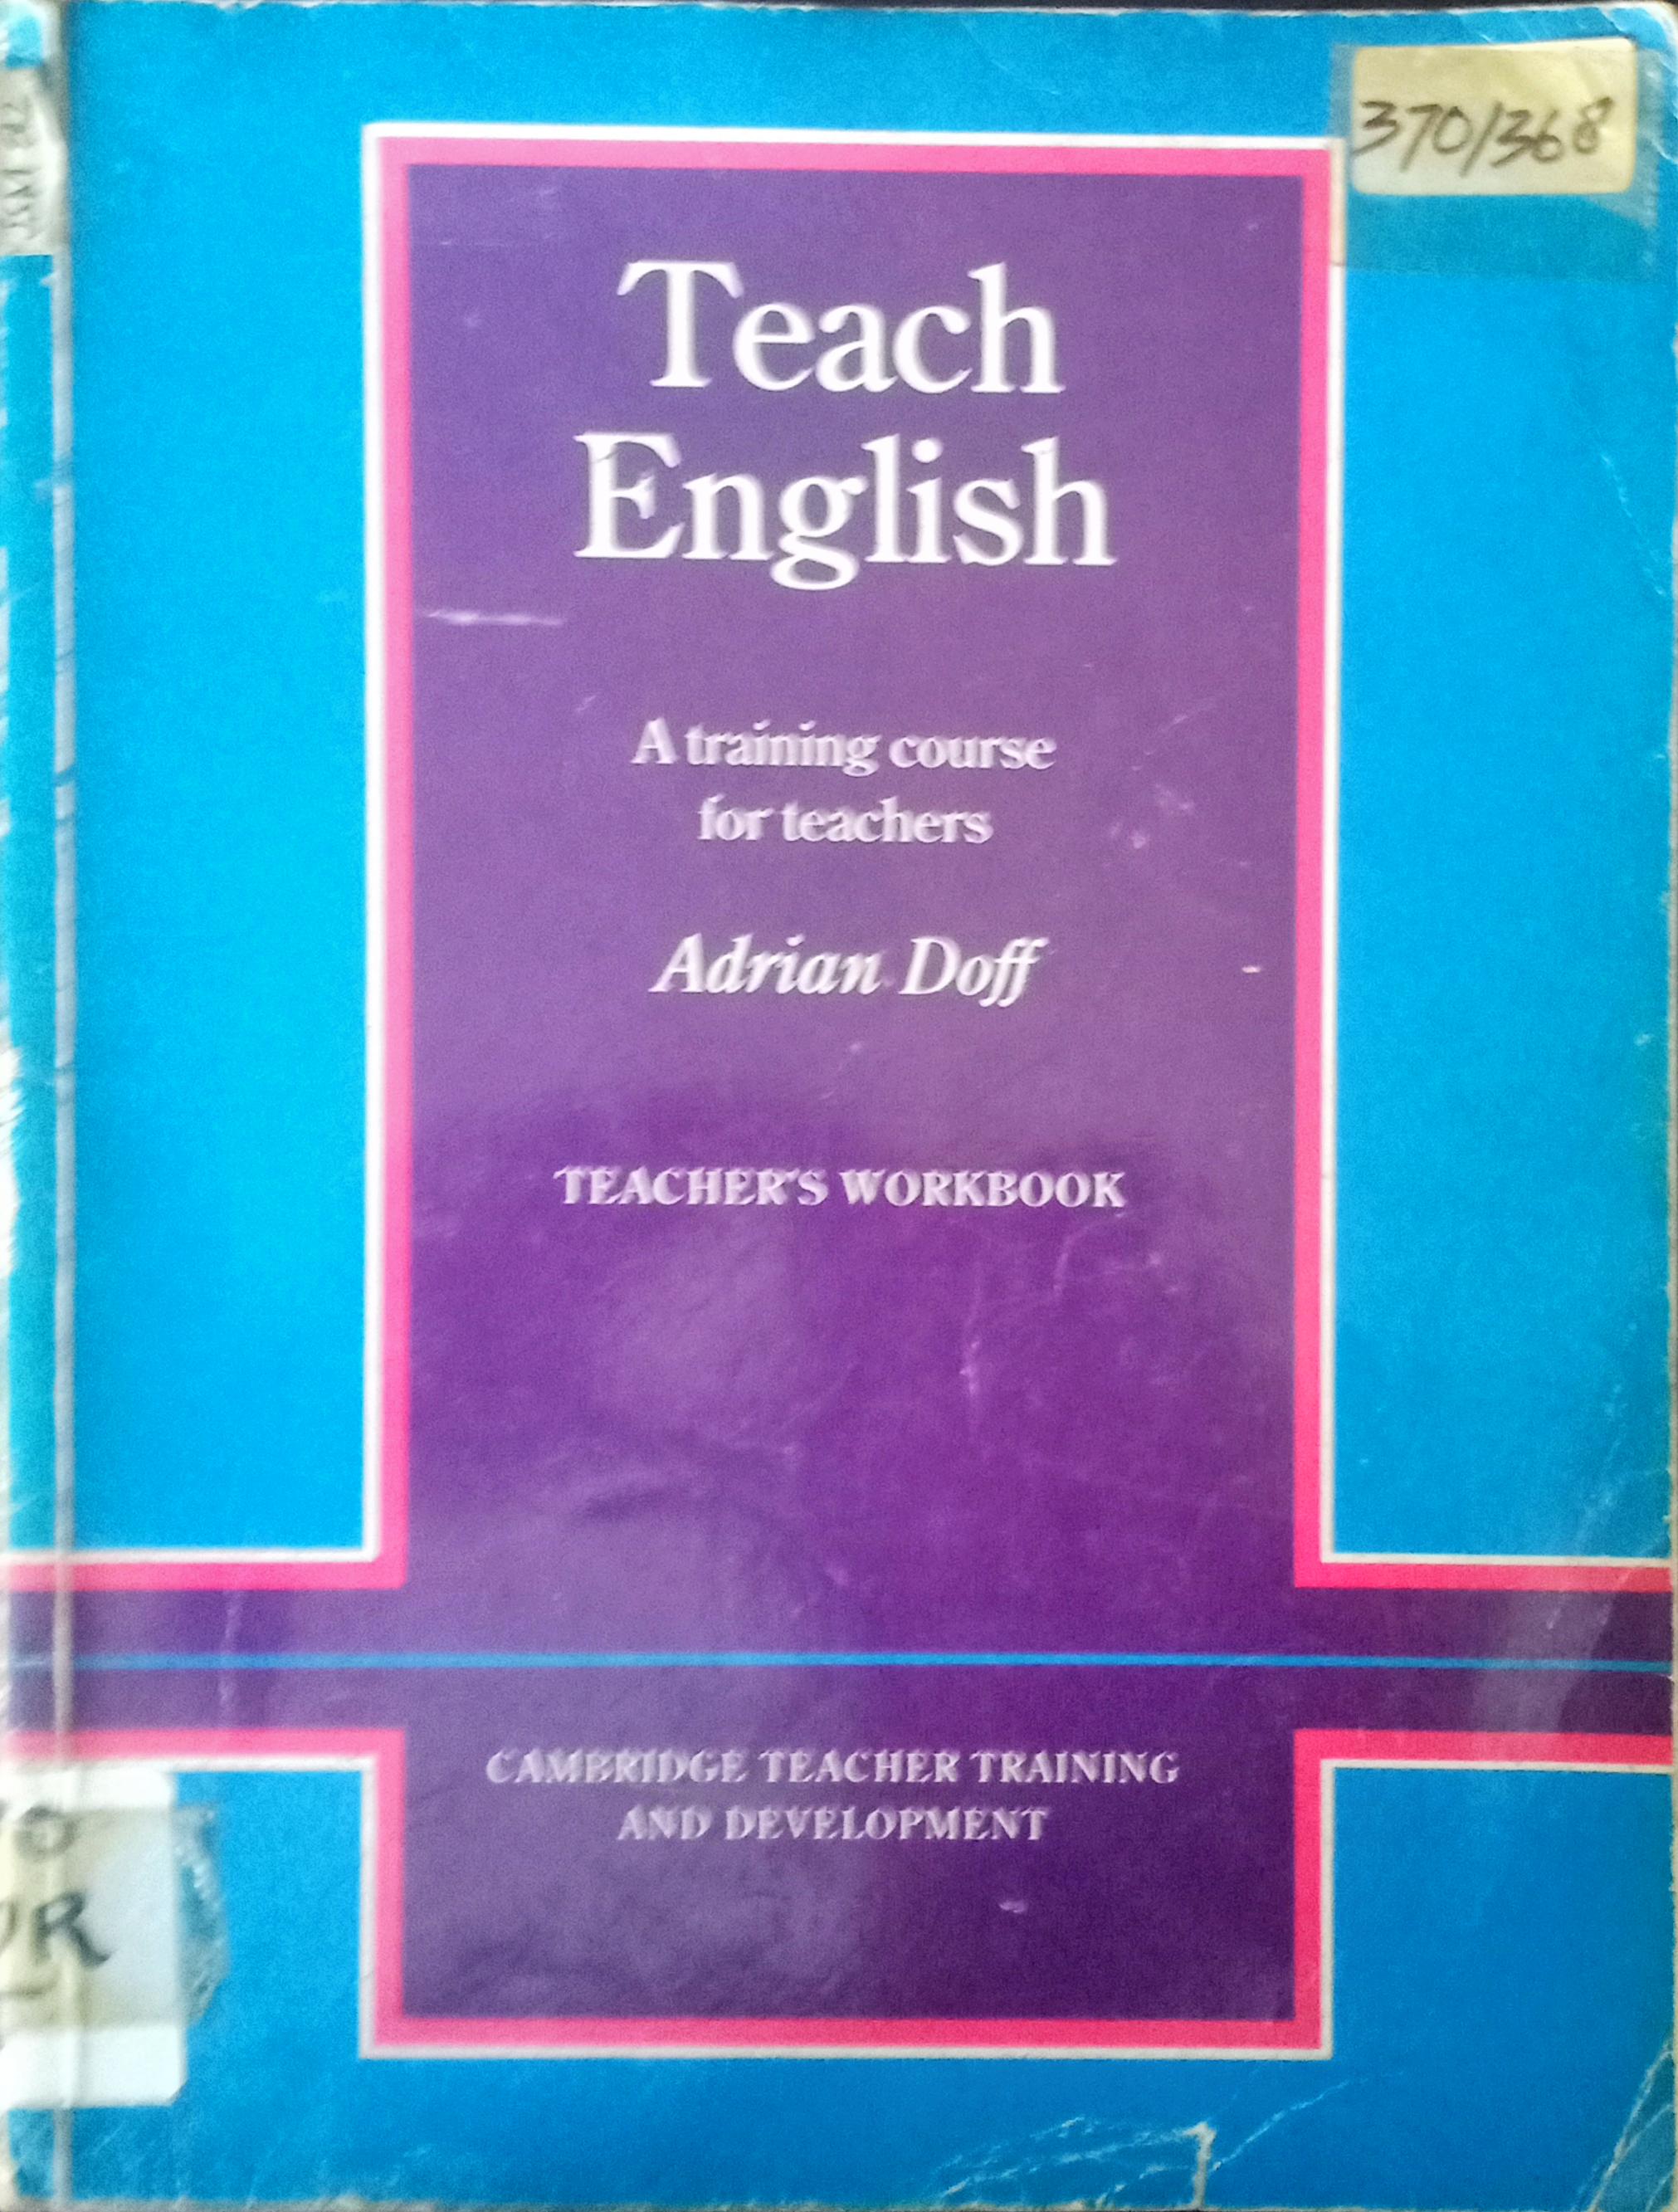 370/368
Teach
English
A training course
for teachers
Adrian Doff
TEACHER'S WORKBOOK
CAMBRIDGE TEACHER TRAINING
AND DEVELOPMENT